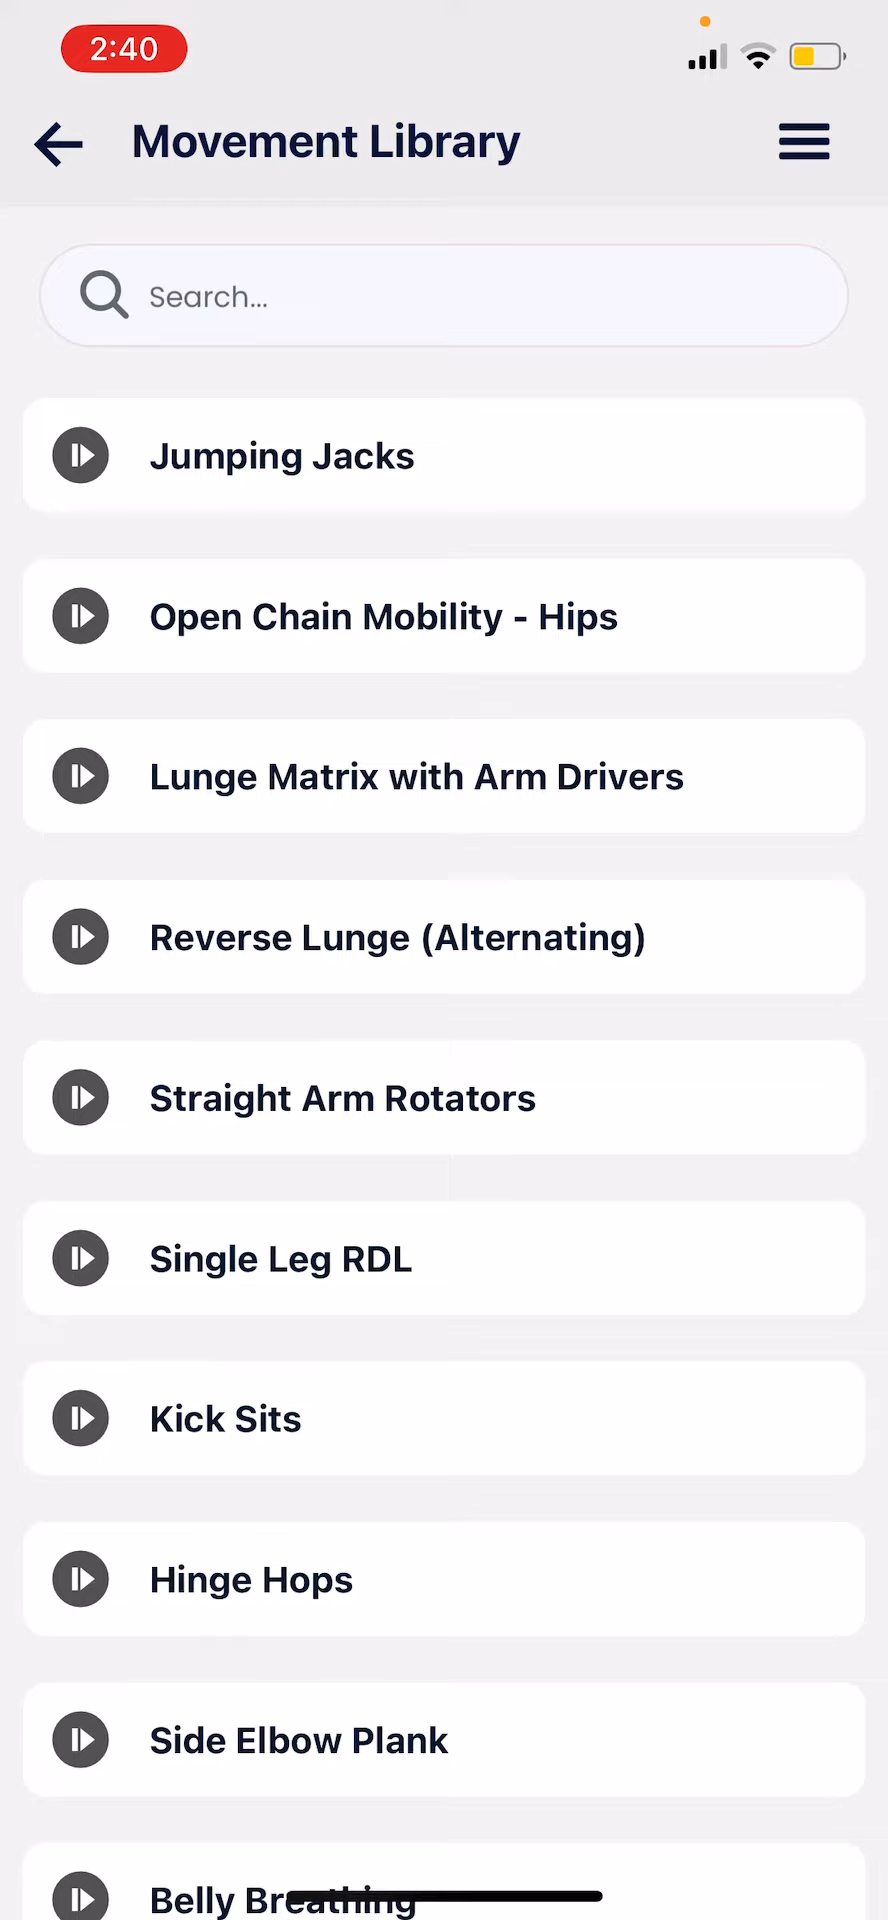 2:40
Movement Library
Search...
Jumping Jacks
Open Chain Mobility - Hips
Lunge Matrix with Arm Drivers
Reverse Lunge (Alternating)
Straight Arm Rotators
Single Leg RDL
Kick Sits
Hinge Hops
Side Elbow Plank
Belly Breathing